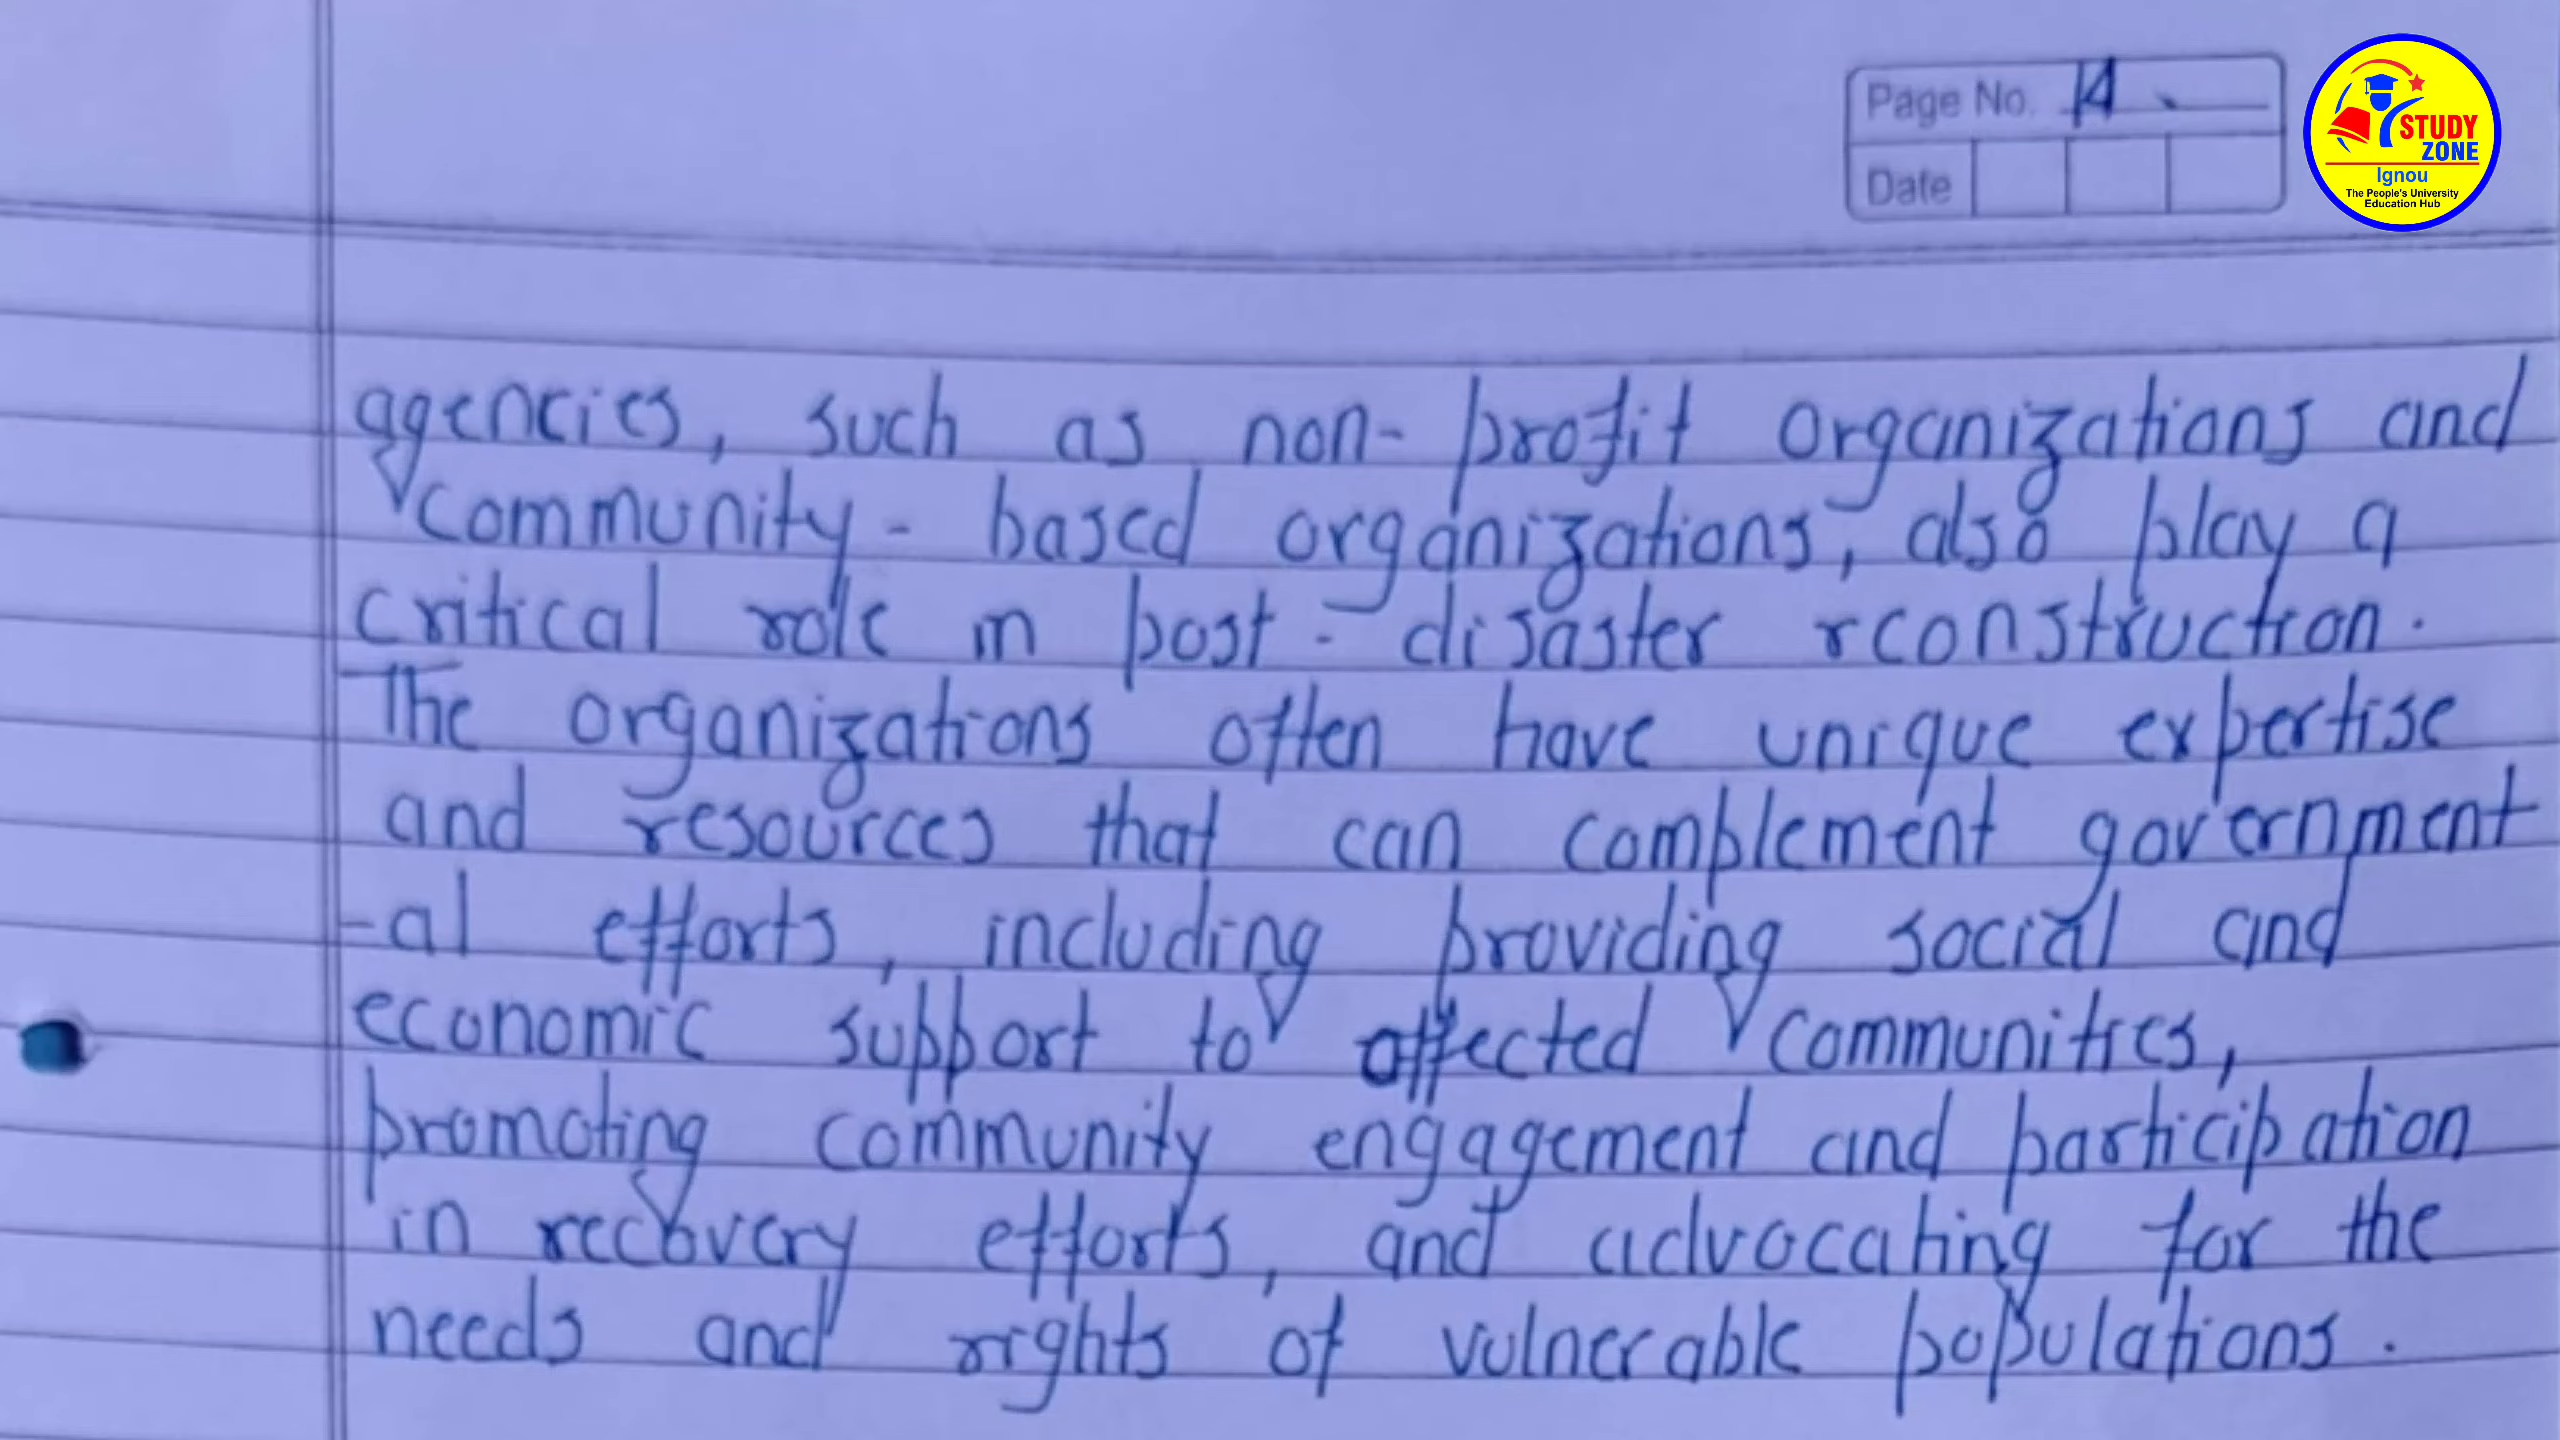 Page No. 14.
Date
STUDY
ZONE
Ignou
The People's University
Education Hub
agencies, such as non-profit organizations and
community-based organizations, also play a
critical role in post-disaster rconstruction.
The organizations often have unique expertise
and resources that can complement government
-al efforts, including providing social and
economic support to affected communities,
promoting community engagement and participation
in recovery efforts, and advocating for the
needs and rights of vulnerable populations.